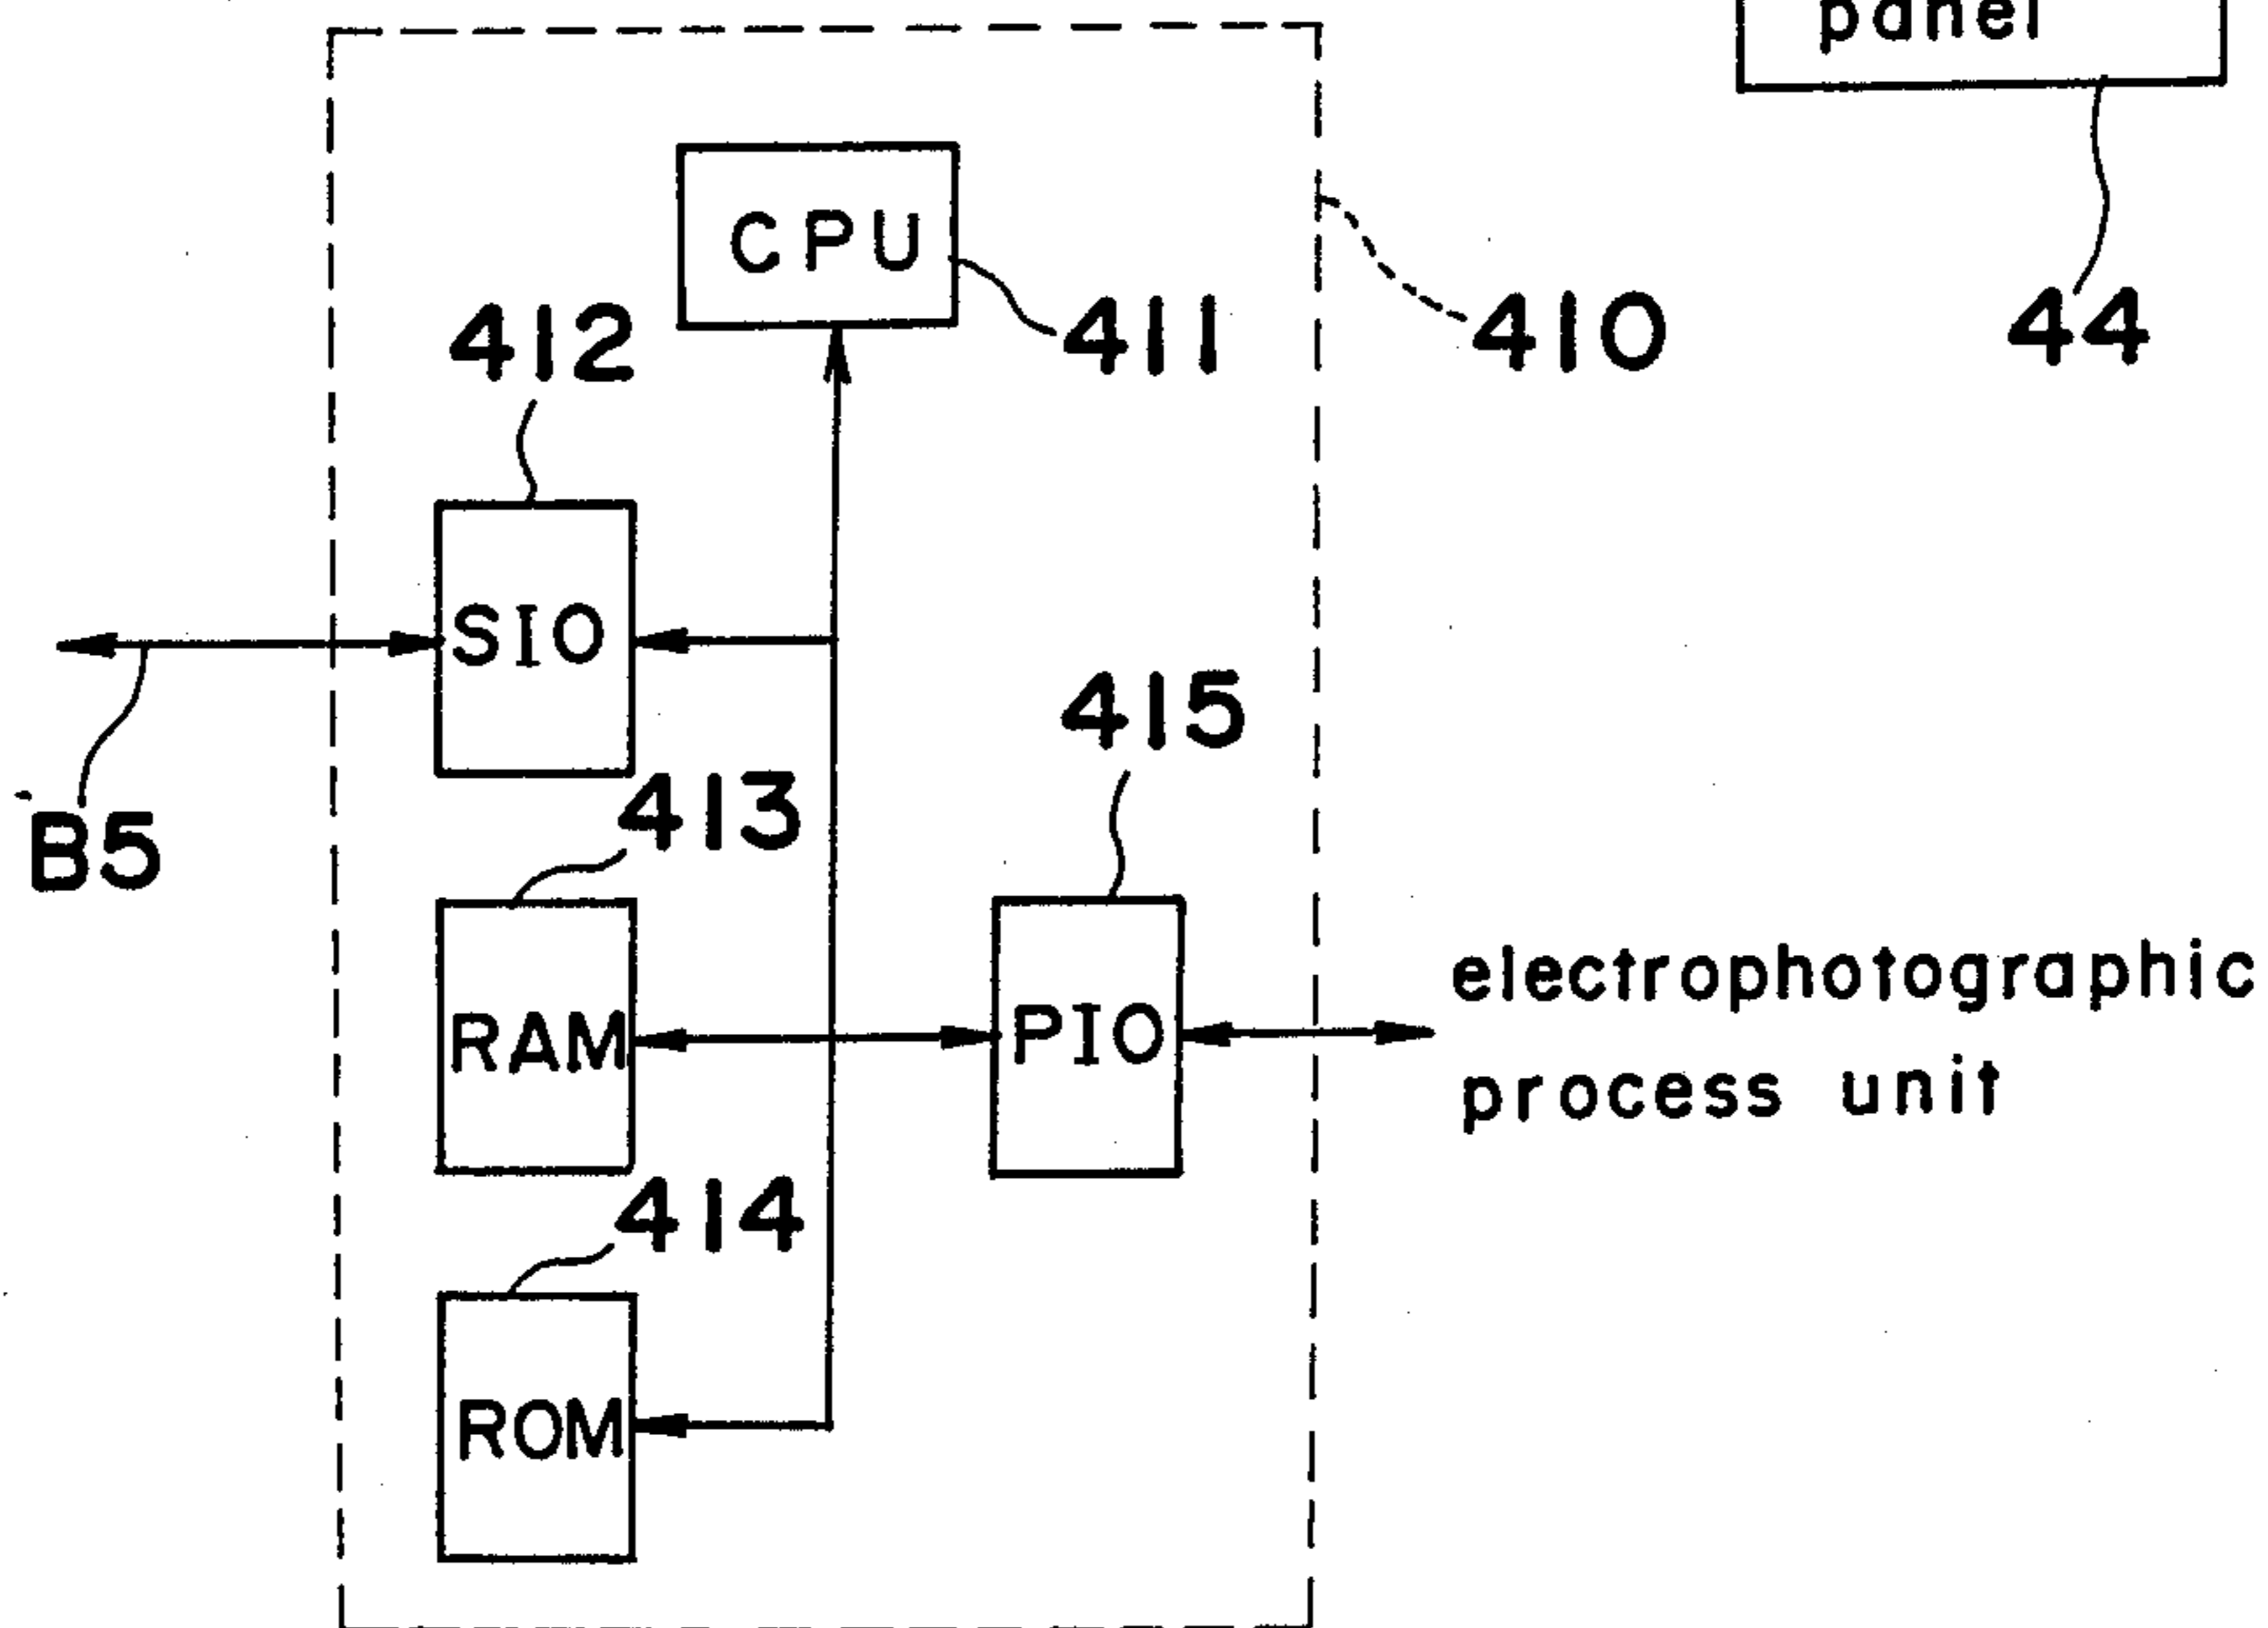 panel
CPU
412
411
410
44
SIO
415
413
B5
electrophotographic
RAM
PIO
process unit
414
ROM